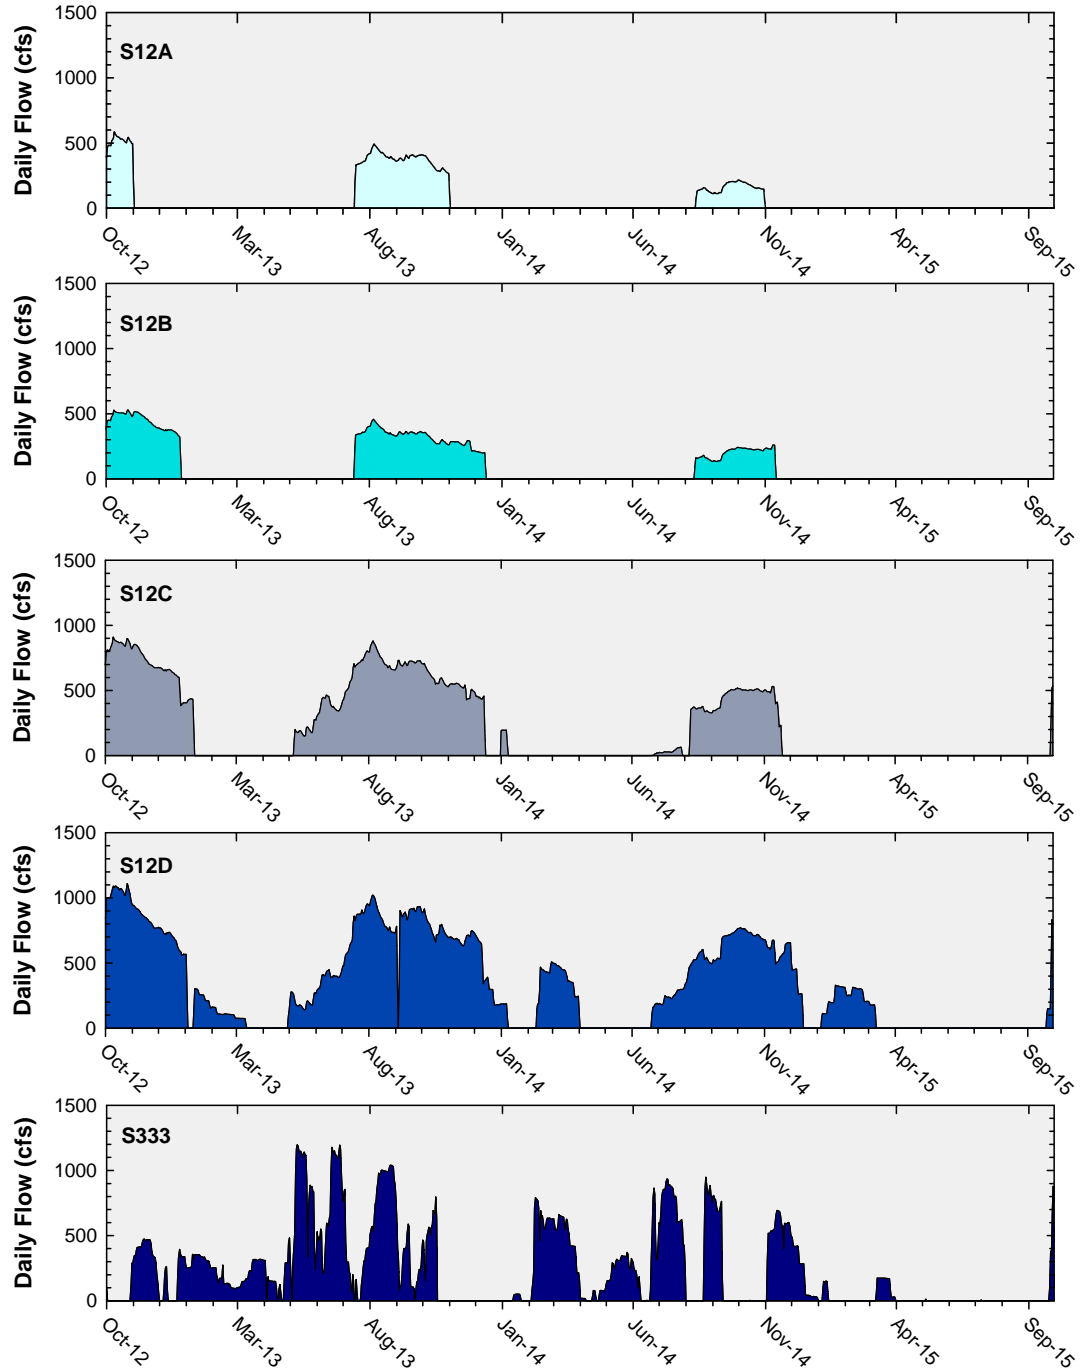 1500
S12A
1000
Daily Flow (cfs)
500
0
Oct-12 Mar-13 Aug-13 Jan-14 Jun-14 Nov-14 Apr-15 Sep-15
1500
S12B
1000
Daily Flow (cfs)
500
0
Oct-12 Mar-13 Aug-13 Jan-14 Jun-14 Nov-14 Apr-15 Sep-15
1500
S12C
1000
Daily Flow (cfs)
500
0
Oct-12 Mar-13 Aug-13 Jan-14 Jun-14 Nov-14 Apr-15 Sep-15
1500
S12D
1000
Daily Flow (cfs)
500
0
Oct-12 Mar-13 Aug-13 Jan-14 Jun-14 Nov-14 Apr-15 Sep-15
1500
S333
1000
Daily Flow (cfs)
500
0
Oct-12 Mar-13 Aug-13 Jan-14 Jun-14 Nov-14 Apr-15 Sep-15